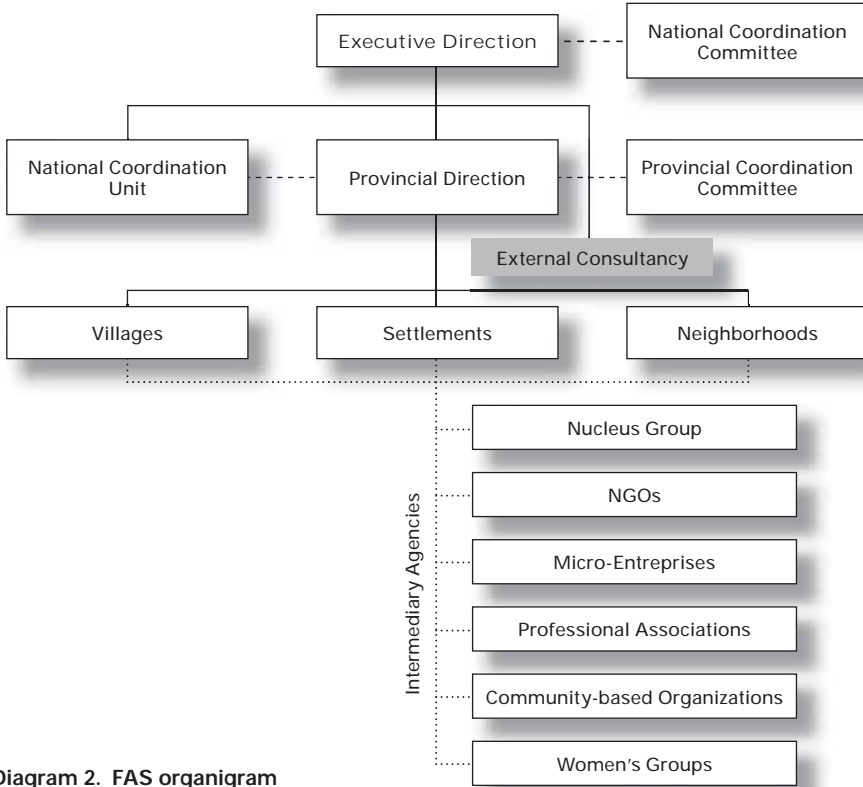 Executive Direction
National Coordination
Committee
National Coordination
Unit
Provincial Direction
Provincial Coordination
Committee
External Consultancy
Villages
Settlements
Neighborhoods
Intermediary Agencies
Nucleus Group
NGOs
Micro-Entreprises
Professional Associations
Community-based Organizations
Women's Groups
Diagram 2. FAS organigram